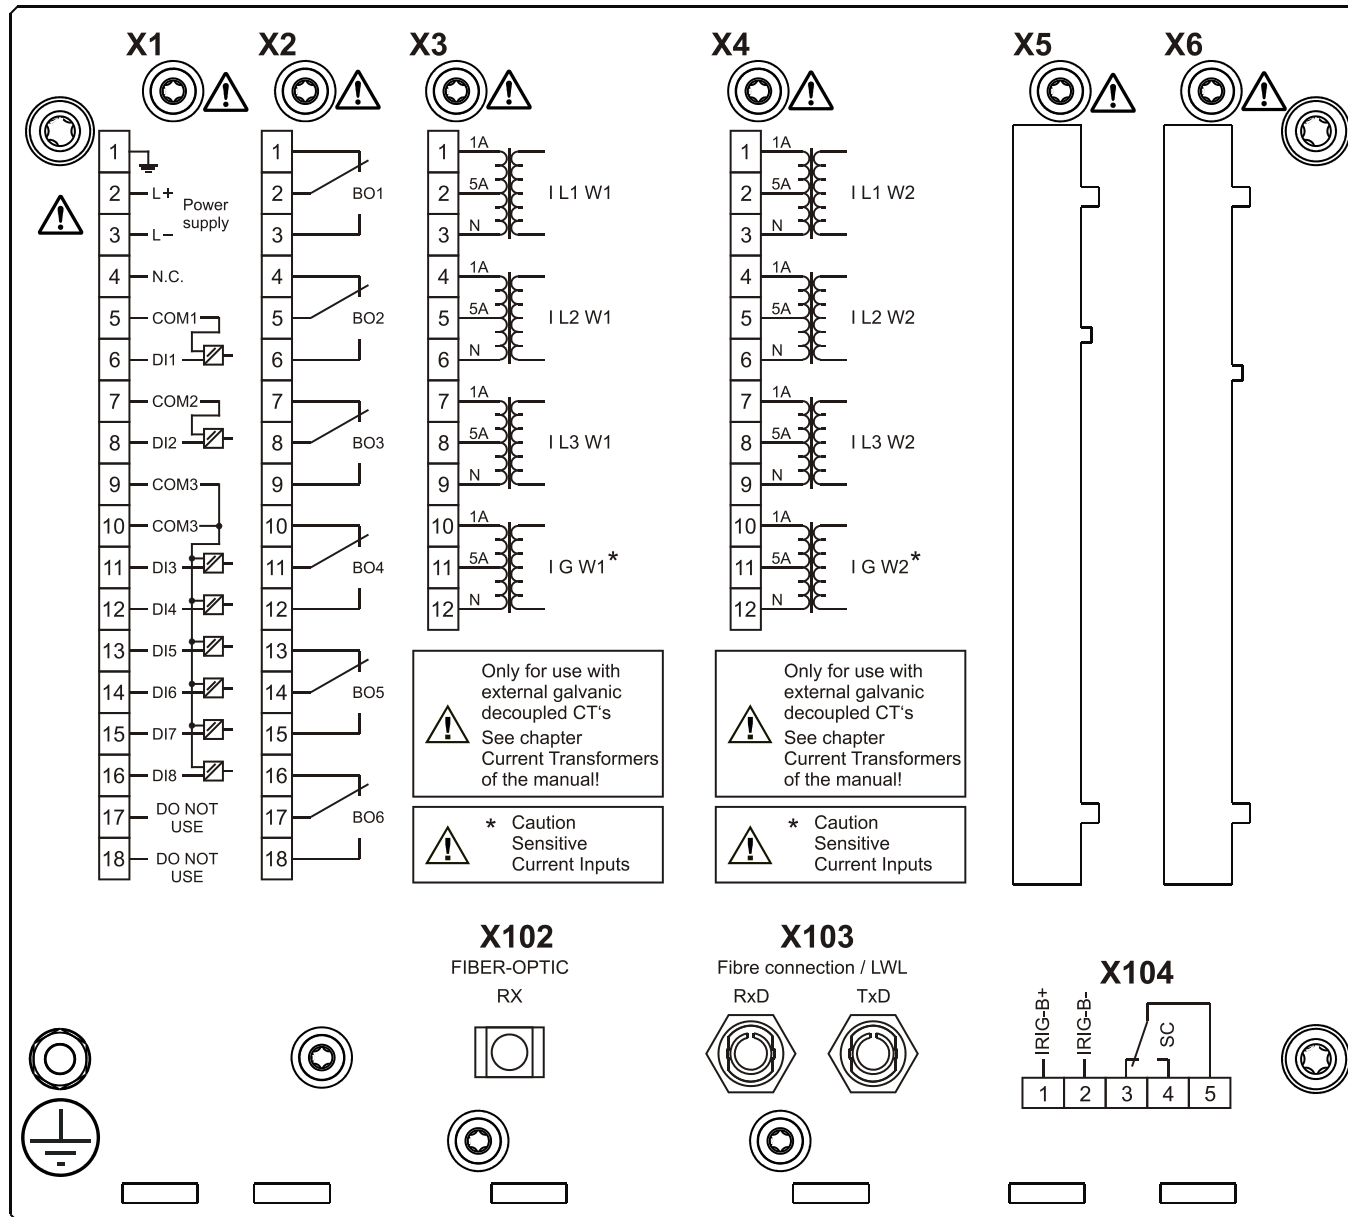 X1
X2
X3
X4
X5
X6
1
2 L+
Power
supply
3 L–
4 N.C.
5 COM1
6 DI1
7 COM2
8 DI2
9 COM3
10 COM3
11 DI3
12 DI4
13 DI5
14 DI6
15 DI7
16 DI8
17 DO NOT
USE
18 DO NOT
USE
1
2 BO1
3
4
5 BO2
6
7
8 BO3
9
10
11 BO4
12
13
14 BO5
15
16
17 BO6
18
1 1A
2 5A I L1 W1
3 N
4 1A
5 5A I L2 W1
6 N
7 1A
8 5A I L3 W1
9 N
10 1A
11 5A I G W1*
12 N
Only for use with
external galvanic
decoupled CT‘s
See chapter
Current Transformers
of the manual!
* Caution
Sensitive
Current Inputs
1 1A
2 5A I L1 W2
3 N
4 1A
5 5A I L2 W2
6 N
7 1A
8 5A I L3 W2
9 N
10 1A
11 5A I G W2*
12 N
Only for use with
external galvanic
decoupled CT‘s
See chapter
Current Transformers
of the manual!
* Caution
Sensitive
Current Inputs
X102
FIBER-OPTIC
RX
X103
Fibre connection / LWL
RxD TxD
X104
IRIG-B+
IRIG-B-
SC
1 2 3 4 5